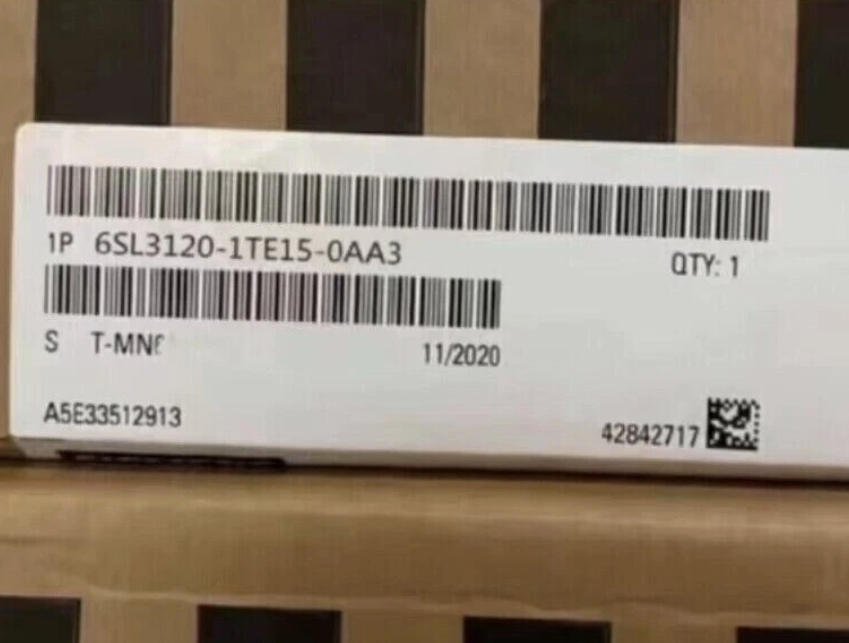 1P 6SL3120-1TE15-0AA3 QTY: 1
S T-MN
11/2020
A5E33512913
42842717